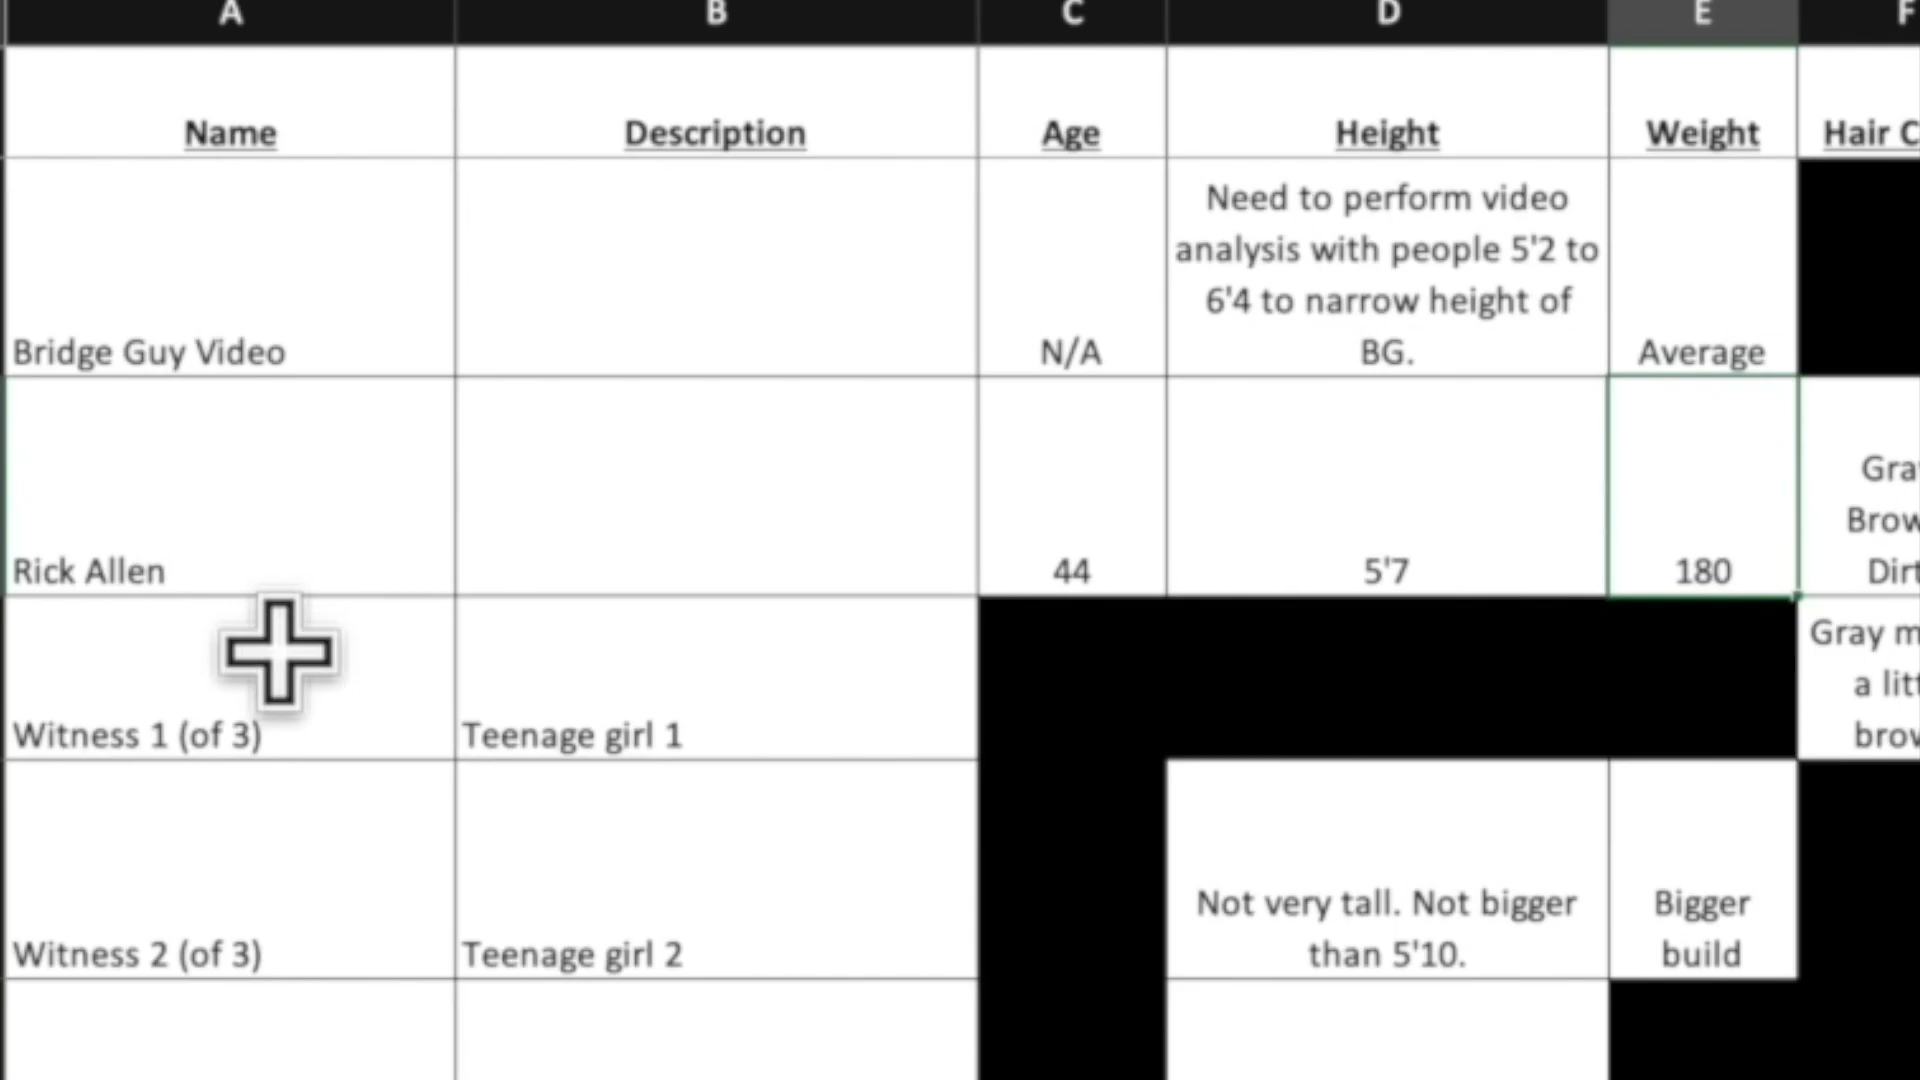 A B C D E F
Name Description Age Height Weight Hair
Need to perform video
analysis with people 5'2 to
6'4 to narrow height of
Bridge Guy Video N/A BG. Average
Rick Allen 44 5'7 180
Gray
a
Witness 1 (of 3) Teenage girl 1
Not very tall. Not bigger Bigger
Witness 2 (of 3) Teenage girl 2 than 5'10. build